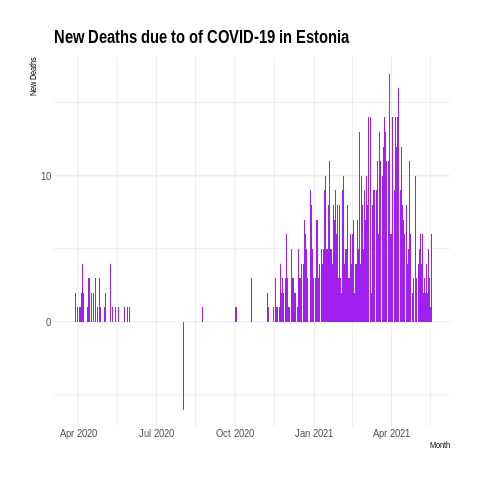 New Deaths due to of COVID-19 in Estonia
New Deaths
10
0
Apr 2020 Jul 2020 Oct 2020 Jan 2021 Apr 2021
Month